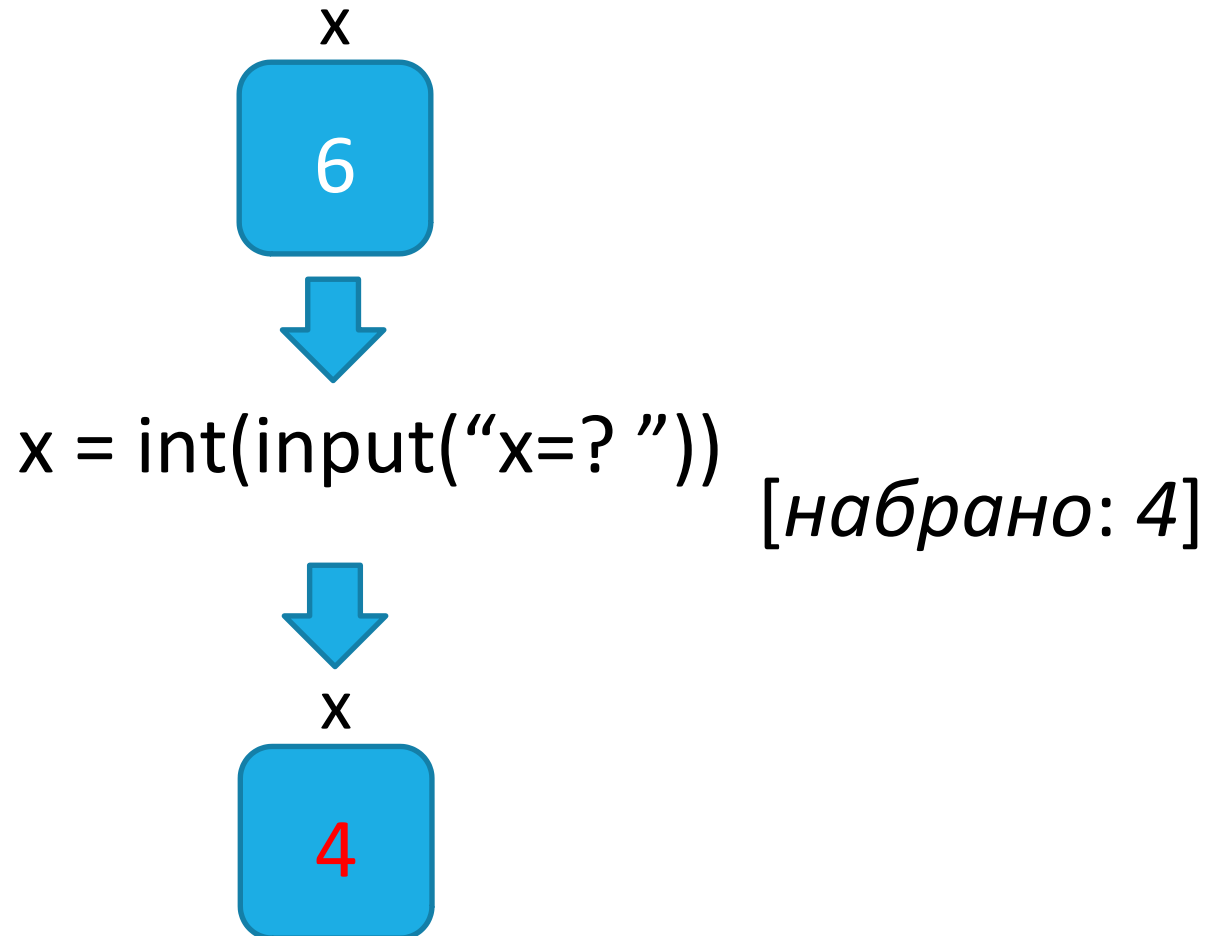 x
6
x = int(input(“x=? ”))
[набрано: 4]
x
4